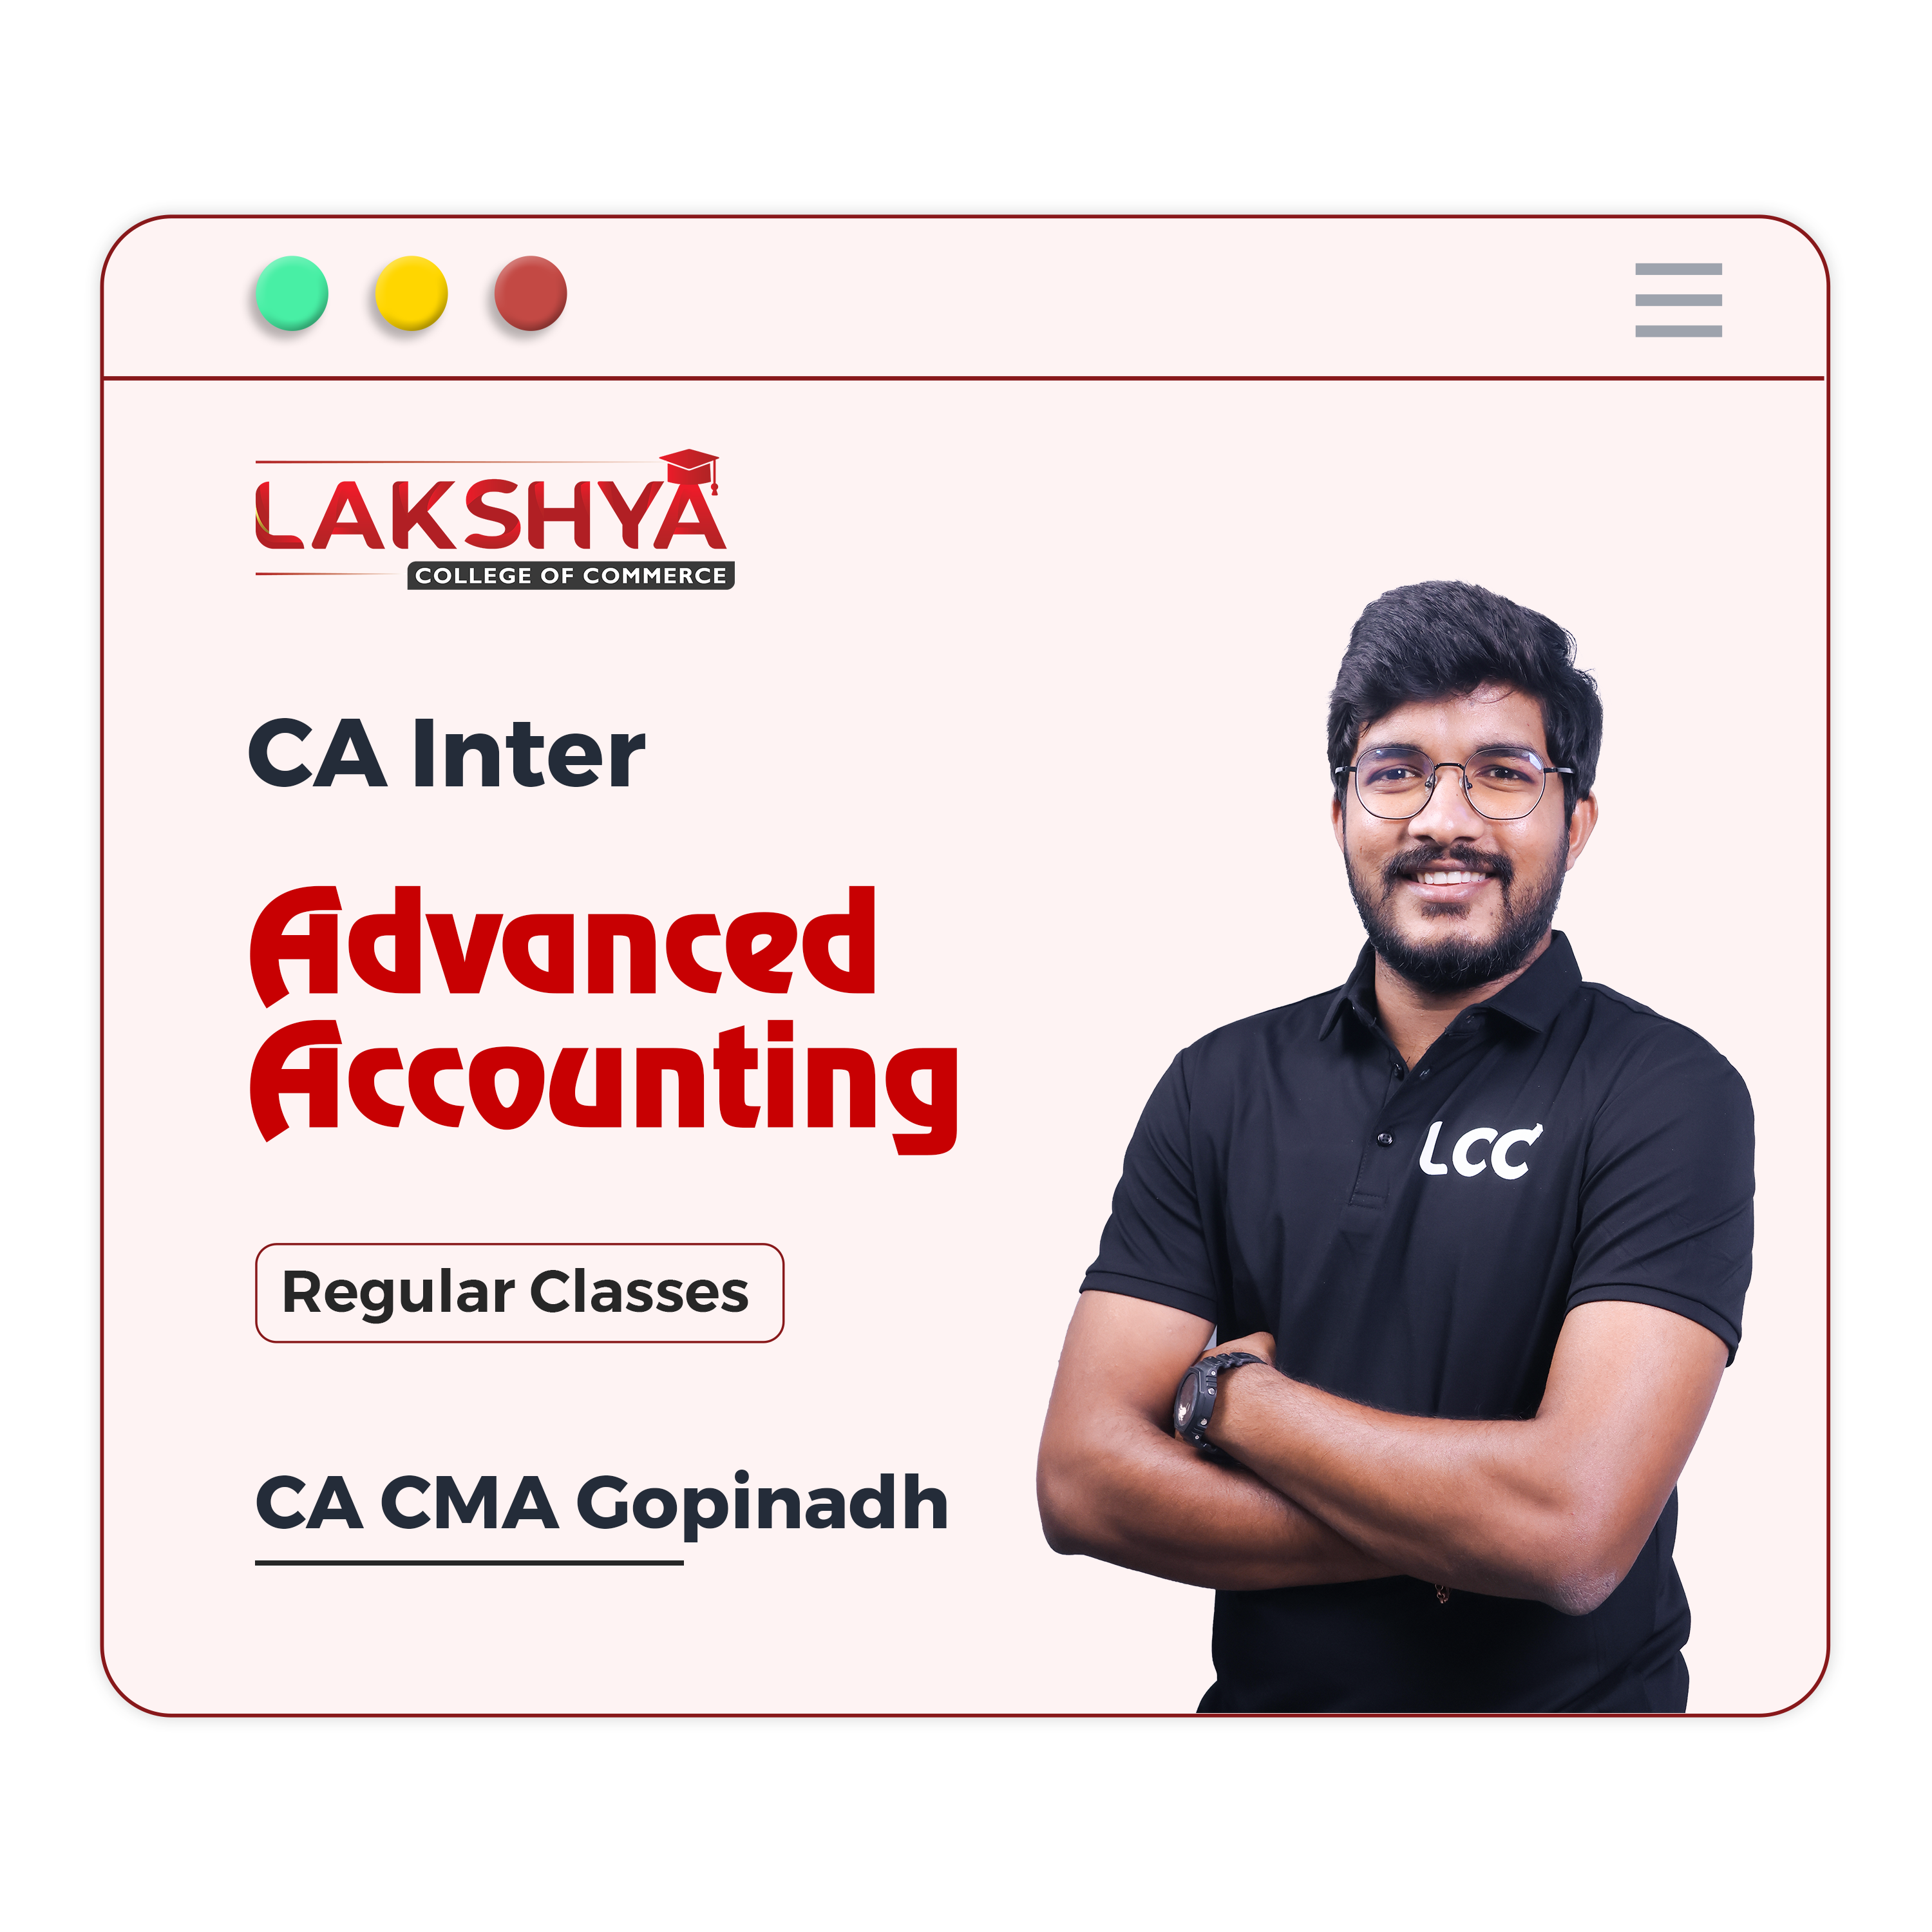 LAKSHYA
COLLEGE OF COMMERCE
CA Inter
Advanced
Accounting
LCC
Regular Classes
CA CMA Gopinadh